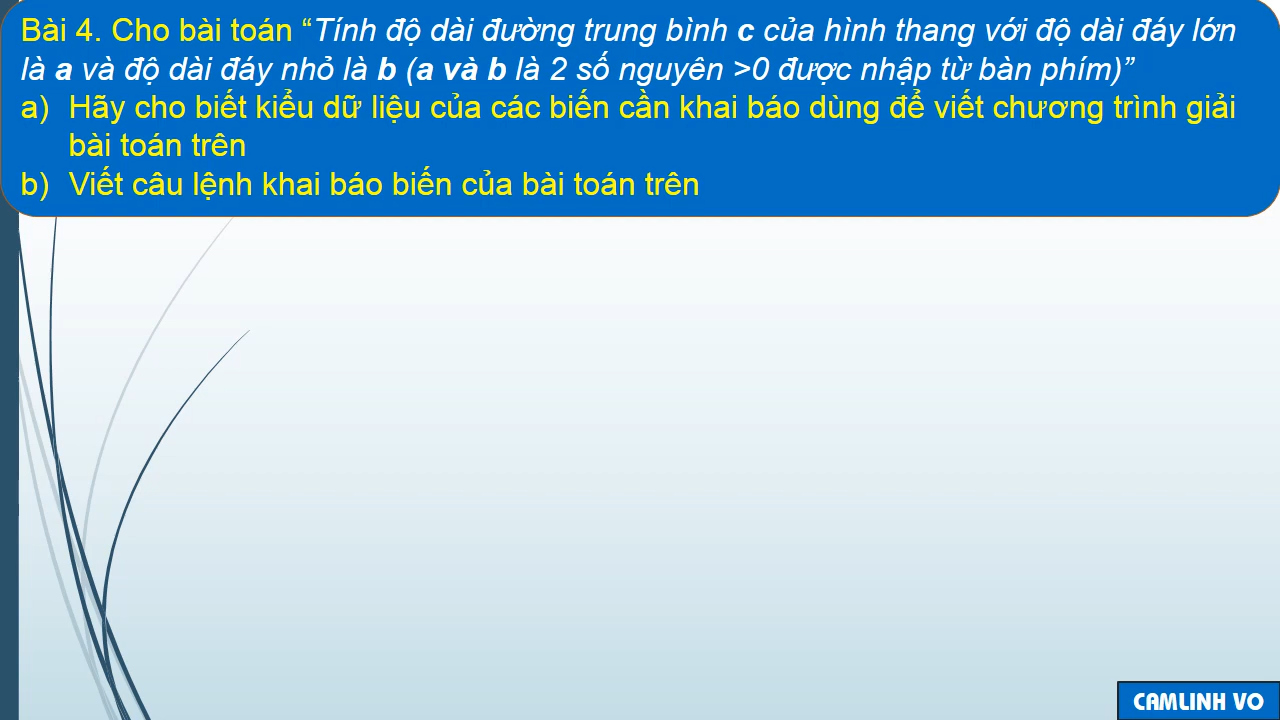 Bài 4. Cho bài toán “Tính độ dài đường trung bình c của hình thang với độ dài đáy lớn
là a và độ dài đáy nhỏ là b (a và b là 2 số nguyên >0 được nhập từ bàn phím)”
a) Hãy cho biết kiểu dữ liệu của các biến cần khai báo dùng để viết chương trình giải
bài toán trên
b) Viết câu lệnh khai báo biến của bài toán trên
CAMLINH VO